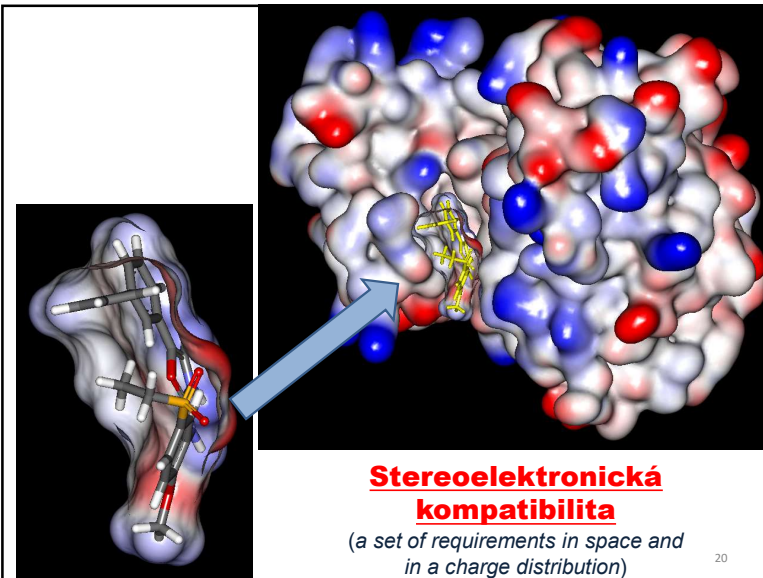 Stereoelektronická
kompatibilita
(a set of requirements in space and
in a charge distribution)
20